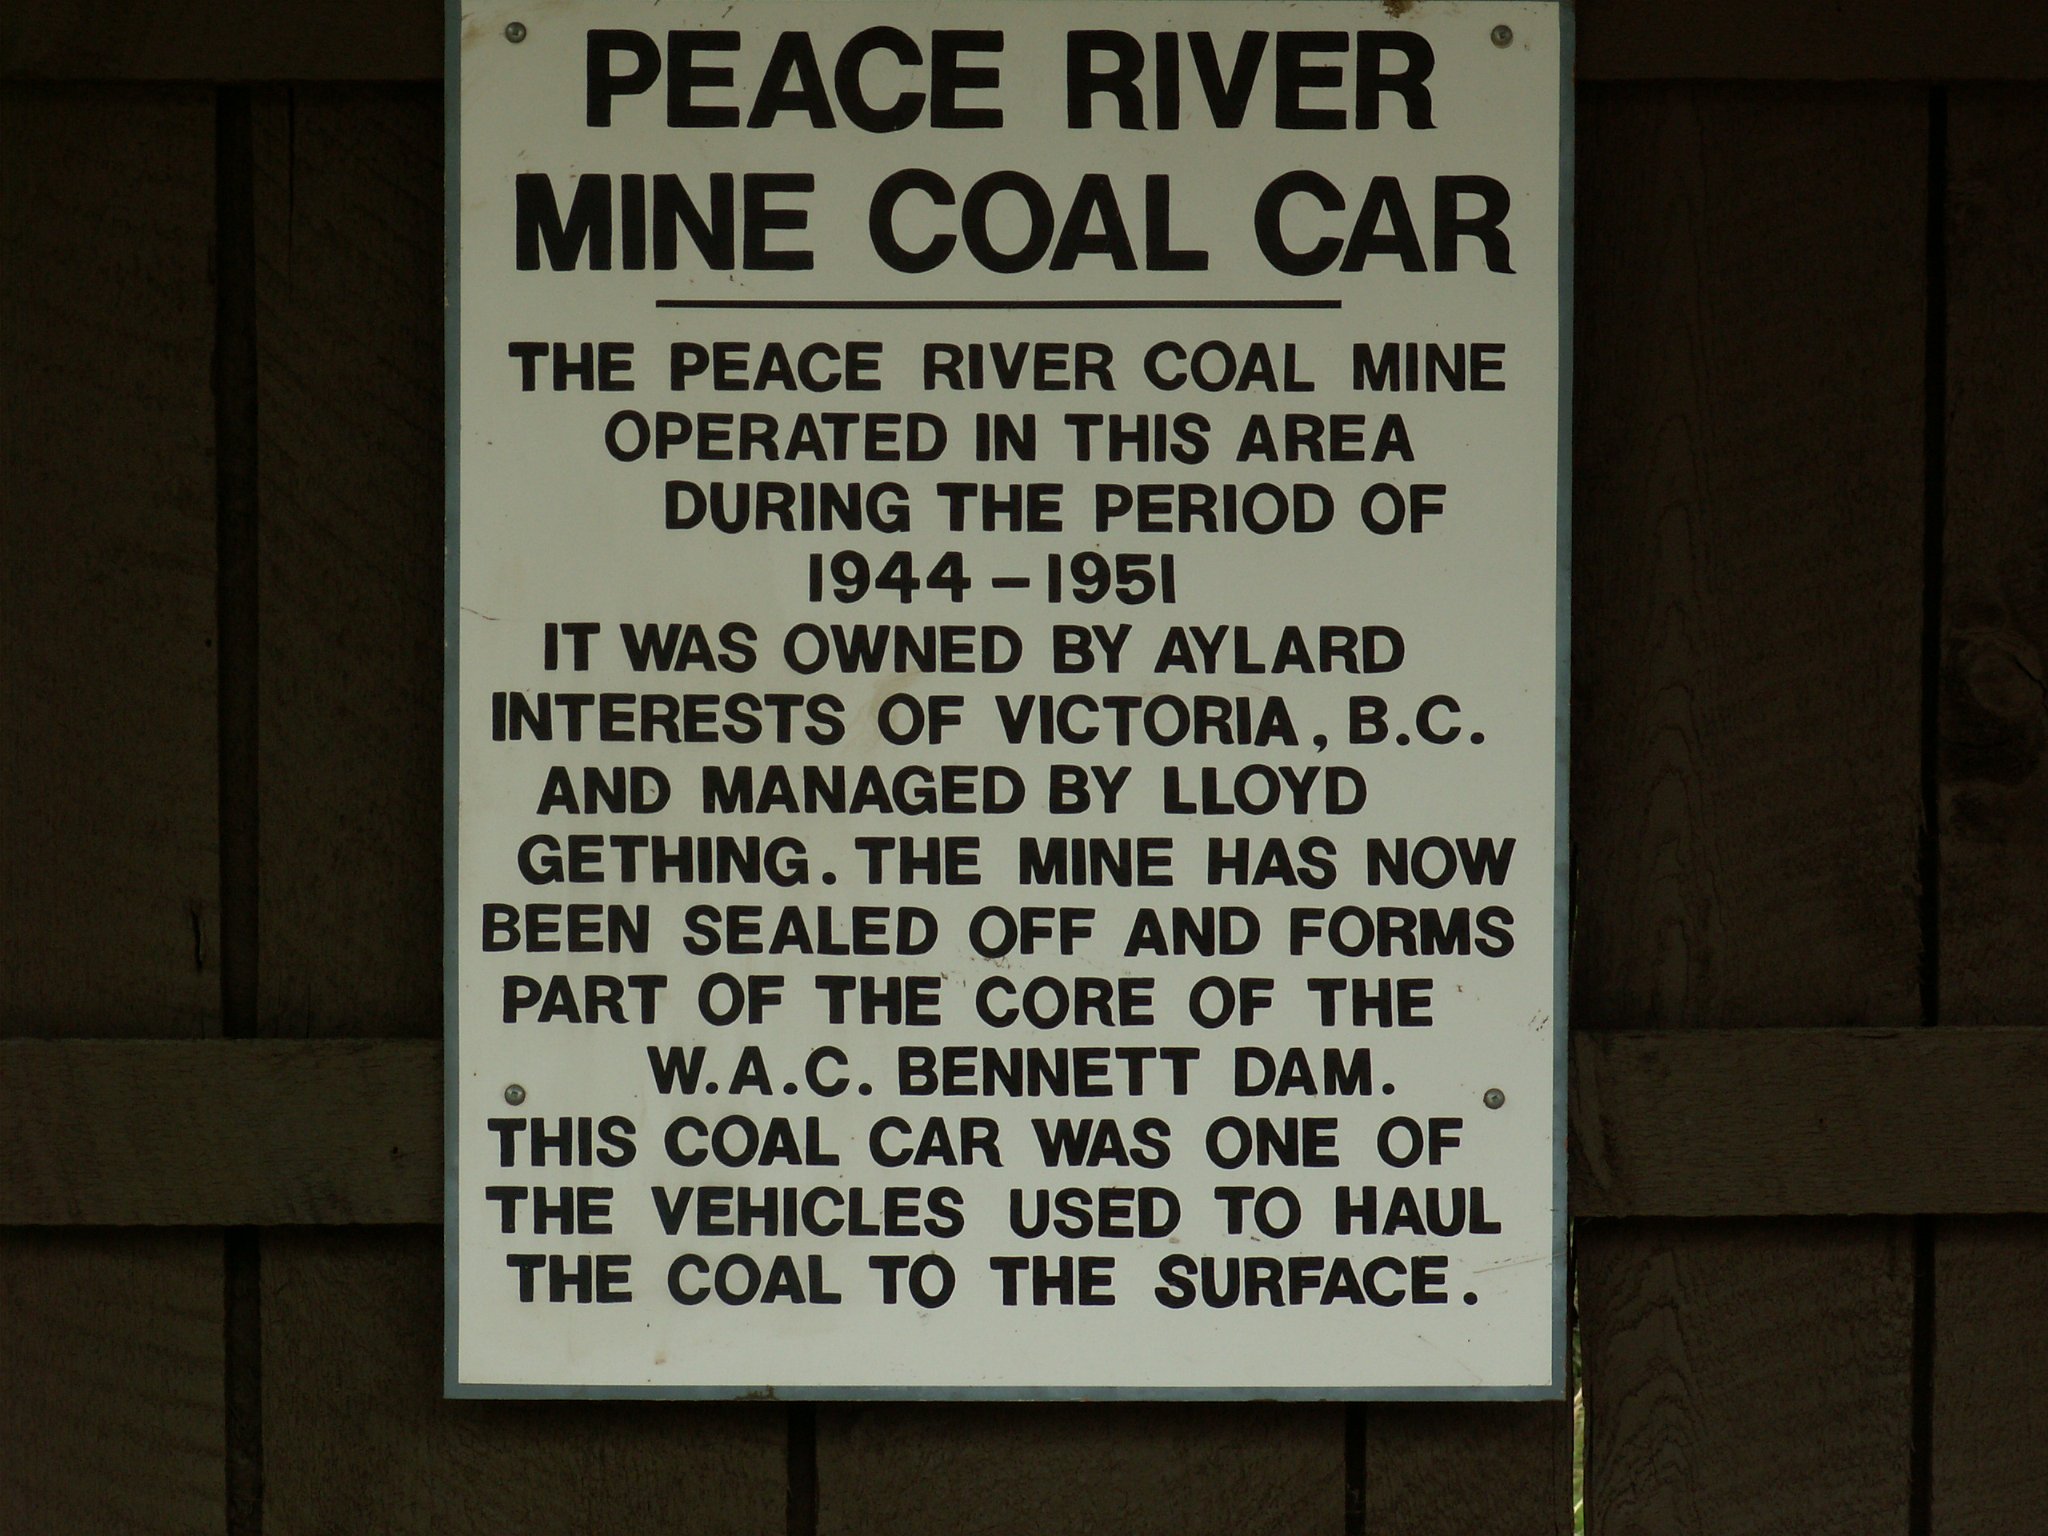 PEACE RIVER
MINE COAL CAR
THE PEACE RIVER COAL MINE
OPERATED IN THIS AREA
DURING THE PERIOD OF
1944 - 1951
IT WAS OWNED BY AYLARD
INTERESTS OF VICTORIA, B.C.
AND MANAGED BY LLOYD
GETHING. THE MINE HAS NOW
BEEN SEALED OFF AND FORMS
PART OF THE CORE OF THE
W.A.C. BENNETT DAM.
THIS COAL CAR WAS ONE OF
THE VEHICLES USED TO HAUL
THE COAL TO THE SURFACE.